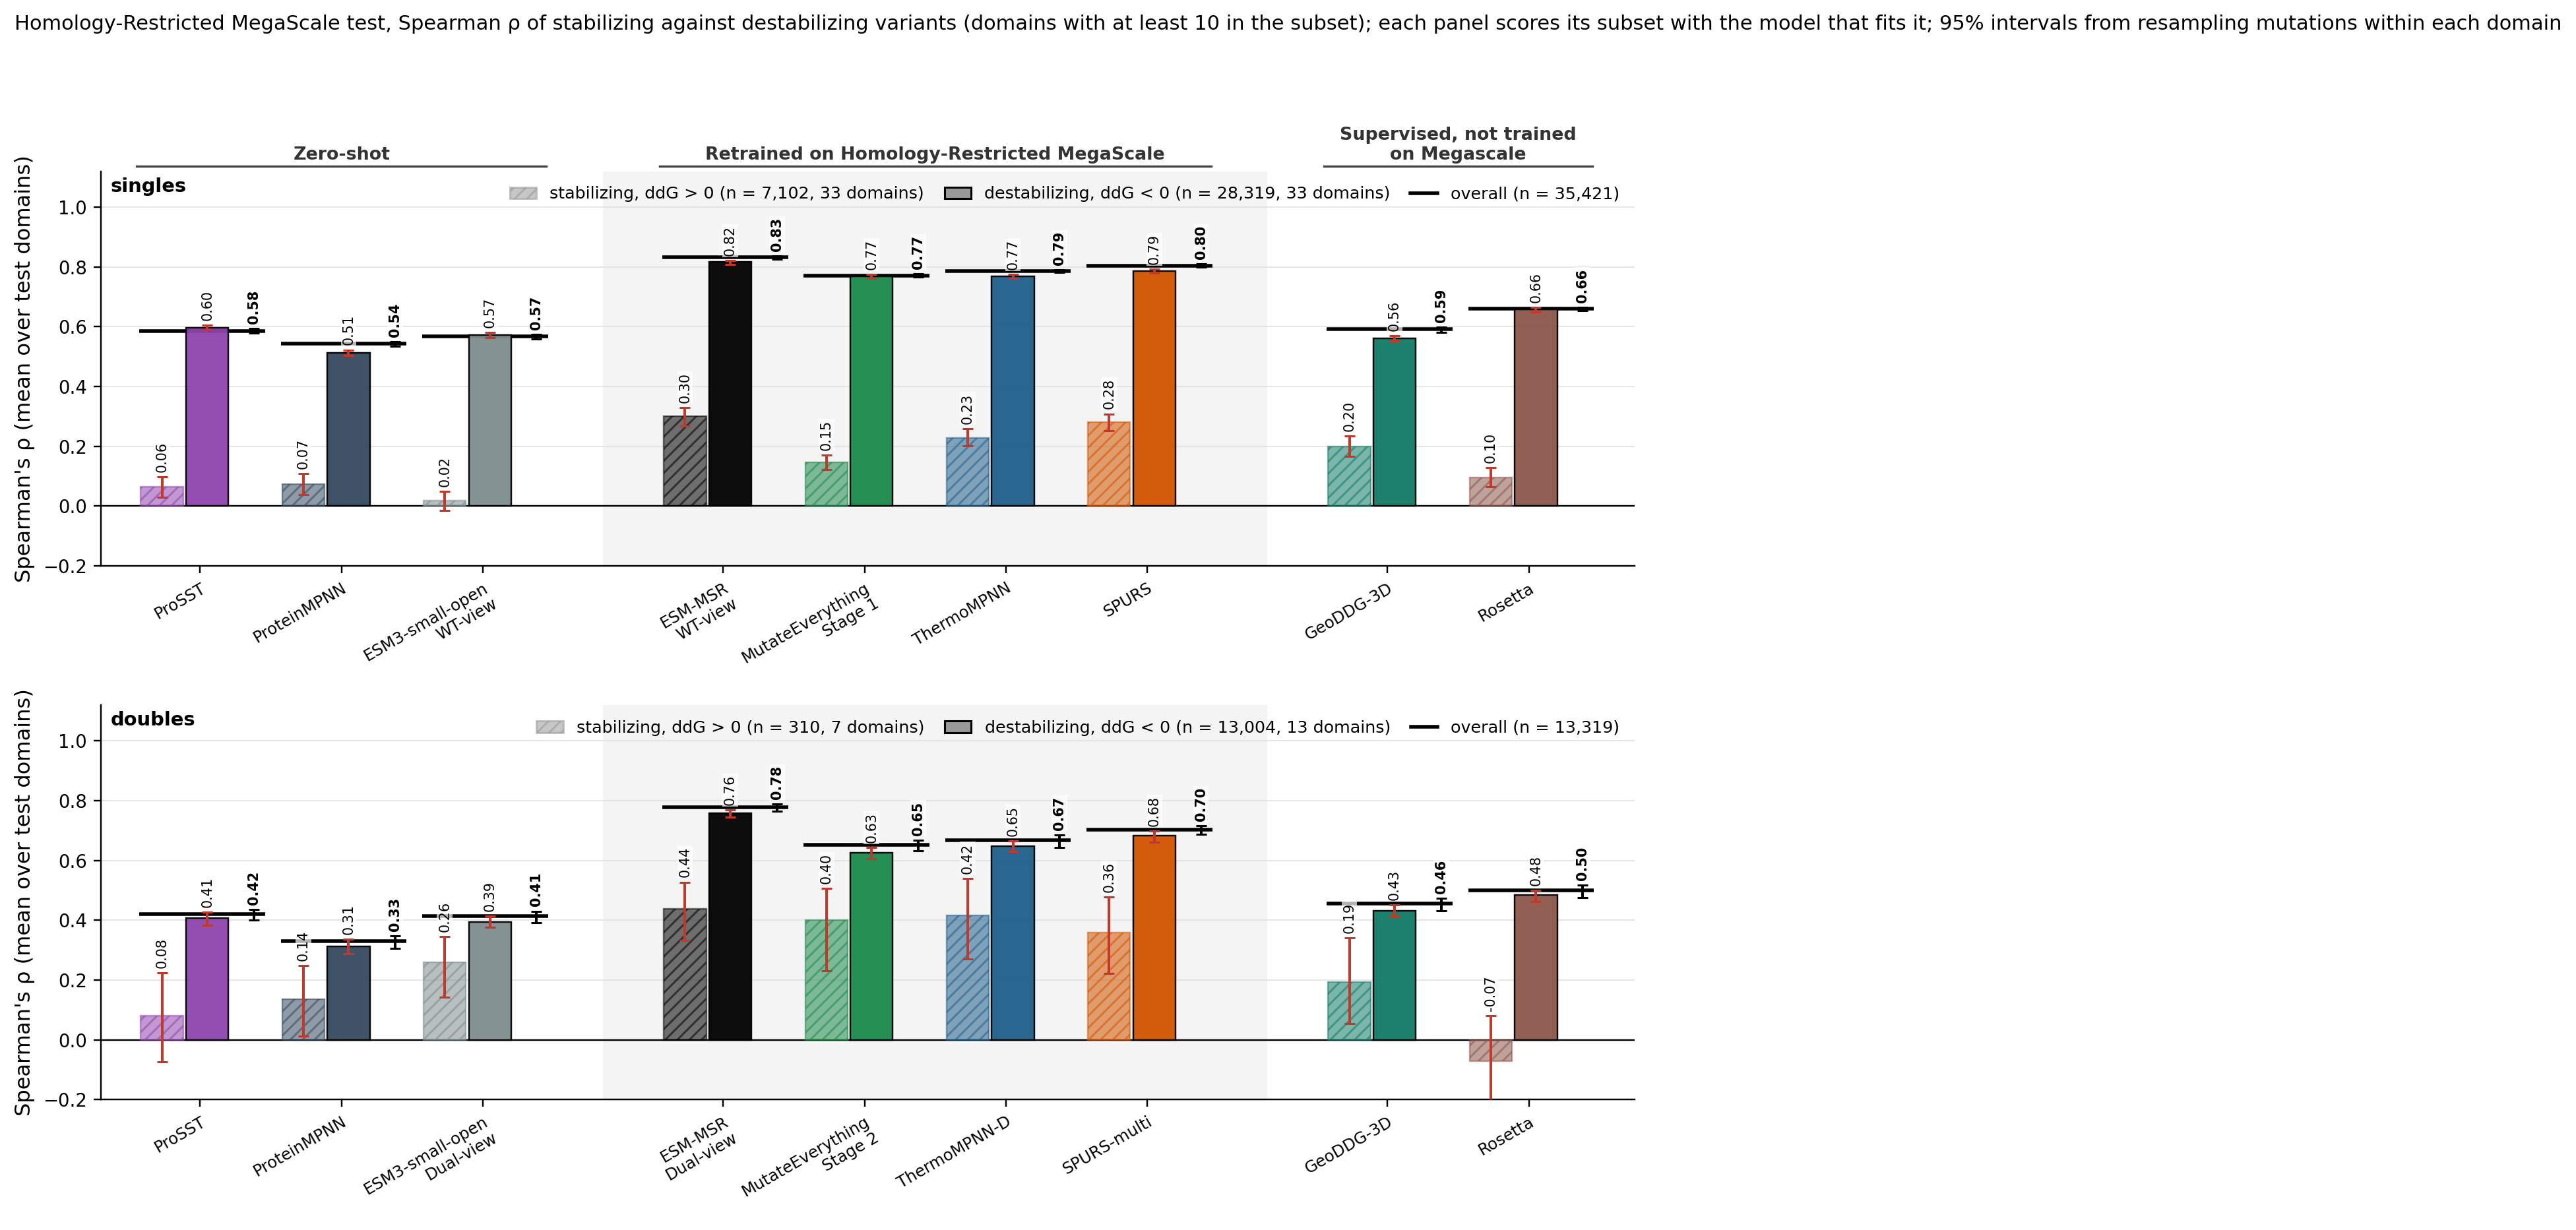 Homology-Restricted MegaScale test, Spearman ρ of stabilizing against destabilizing variants (domains with at least 10 in the subset); each panel scores its subset with the model that fits it; 95% intervals from resampling mutations within each domain
Zero-shot
Retrained on Homology-Restricted MegaScale
Supervised, not trained
on Megascale
singles
stabilizing, ddG > 0 (n = 7,102, 33 domains)
destabilizing, ddG < 0 (n = 28,319, 33 domains)
overall (n = 35,421)
Spearman's ρ (mean over test domains)
1.0
0.8
0.6
0.4
0.2
0.0
−0.2
0.06
0.60
0.58
0.07
0.51
0.54
0.02
0.57
0.57
0.30
0.82
0.83
0.15
0.77
0.77
0.23
0.77
0.79
0.28
0.79
0.80
0.20
0.56
0.59
0.10
0.66
0.66
ProSST
ProteinMPNN
ESM3-small-open
WT-view
ESM-MSR
WT-view
MutateEverything
Stage 1
ThermoMPNN
SPURS
GeoDDG-3D
Rosetta
doubles
stabilizing, ddG > 0 (n = 310, 7 domains)
destabilizing, ddG < 0 (n = 13,004, 13 domains)
overall (n = 13,319)
Spearman's ρ (mean over test domains)
1.0
0.8
0.6
0.4
0.2
0.0
−0.2
0.08
0.41
0.42
0.14
0.31
0.33
0.26
0.39
0.41
0.44
0.76
0.78
0.40
0.63
0.65
0.42
0.65
0.67
0.36
0.68
0.70
0.19
0.43
0.46
-0.07
0.48
0.50
ProSST
ProteinMPNN
ESM3-small-open
Dual-view
ESM-MSR
Dual-view
MutateEverything
Stage 2
ThermoMPNN-D
SPURS-multi
GeoDDG-3D
Rosetta